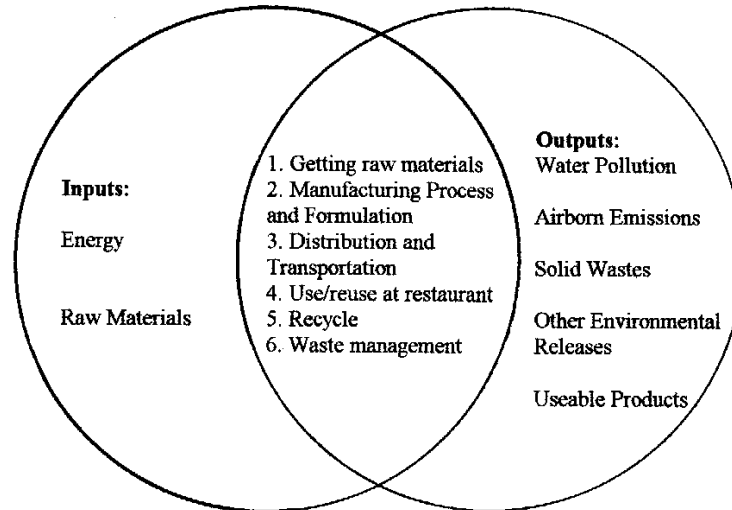 Inputs:
Energy
Raw Materials
1. Getting raw materials
2. Manufacturing Process
and Formulation
3. Distribution and
Transportation
4. Use/reuse at restaurant
5. Recycle
6. Waste management
Outputs:
Water Pollution
Airborn Emissions
Solid Wastes
Other Environmental
Releases
Useable Products